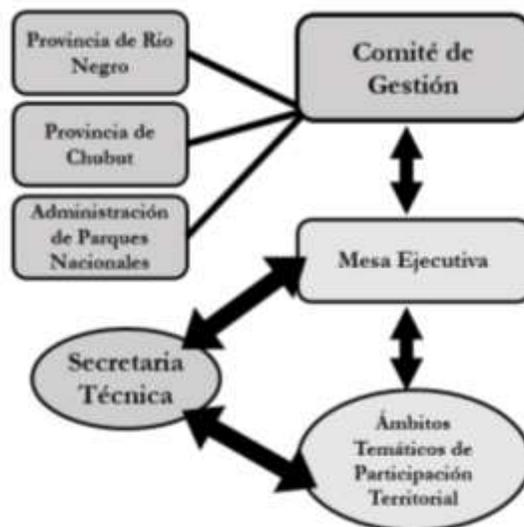 Provincia de Río
Negro
Comité de
Gestión
Provincia de
Chubut
Administración
de Parques
Nacionales
Mesa Ejecutiva
Secretaria
Técnica
Ámbitos
Temáticos de
Participación
Territorial